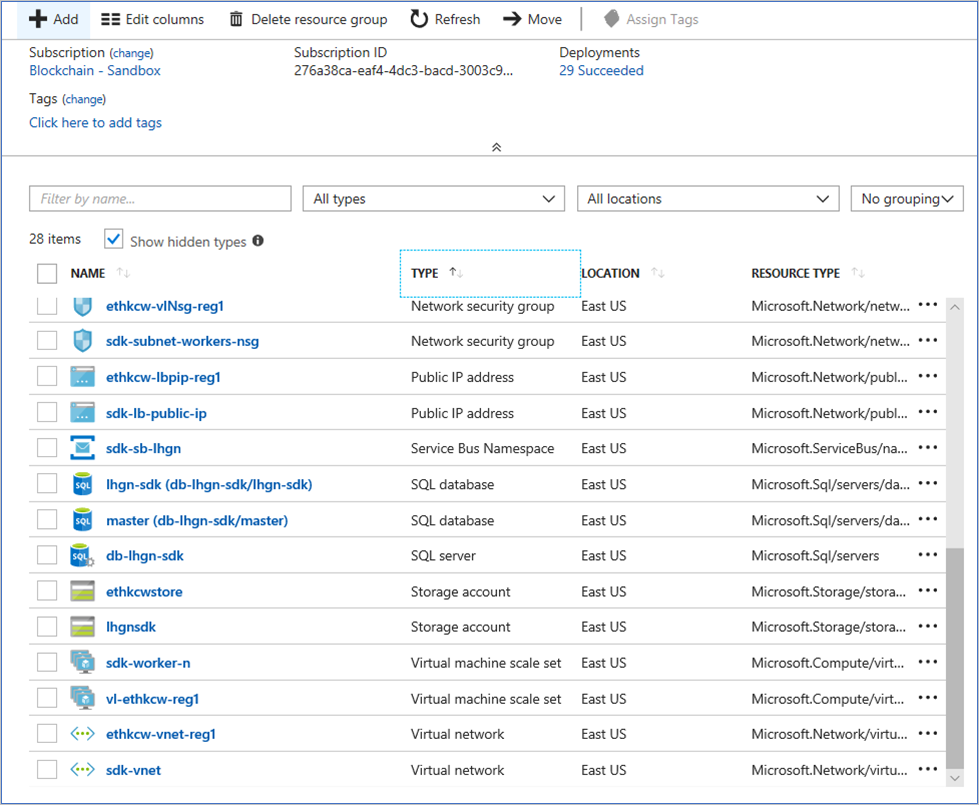 Add Edit columns Delete resource group Refresh Move Assign Tags
Subscription (change) Subscription ID Deployments
Blockchain - Sandbox 276a38ca-eaf4-4dc3-bacd-3003c9... 29 Succeeded
Tags (change)
Click here to add tags
Filter by name... All types All locations No grouping
28 items Show hidden types
NAME TYPE LOCATION RESOURCE TYPE
ethkcw-vlNsg-reg1 Network security group East US Microsoft.Network/netw... •••
sdk-subnet-workers-nsg Network security group East US Microsoft.Network/netw... •••
ethkcw-lbpip-reg1 Public IP address East US Microsoft.Network/publ... •••
sdk-lb-public-ip Public IP address East US Microsoft.Network/publ... •••
sdk-sb-lhgn Service Bus Namespace East US Microsoft.ServiceBus/na... •••
SQL lhgn-sdk (db-lhgn-sdk/lhgn-sdk) SQL database East US Microsoft.Sql/servers/da... •••
SQL master (db-lhgn-sdk/master) SQL database East US Microsoft.Sql/servers/da... •••
SQL db-lhgn-sdk SQL server East US Microsoft.Sql/servers •••
ethkcwstore Storage account East US Microsoft.Storage/stora... •••
lhgnsdk Storage account East US Microsoft.Storage/stora... •••
sdk-worker-n Virtual machine scale set East US Microsoft.Compute/virt... •••
vl-ethkcw-reg1 Virtual machine scale set East US Microsoft.Compute/virt... •••
ethkcw-vnet-reg1 Virtual network East US Microsoft.Network/virtu... •••
sdk-vnet Virtual network East US Microsoft.Network/virtu... •••